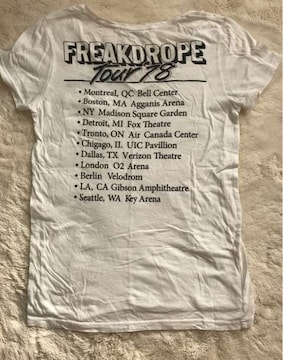 FREAKDROPE
Tour '78
• Montreal, QC Bell Center
• Boston, MA Agganis Arena
• NY Madison Square Garden
• Detroit, MI Fox Theatre
• Tronto, ON Air Canada Center
• Chigago, IL UIC Pavillion
• Dallas, TX Verizon Theatre
• London O2 Arena
• Berlin Velodrom
• LA, CA Gibson Amphitheatre
• Seattle, WA Key Arena